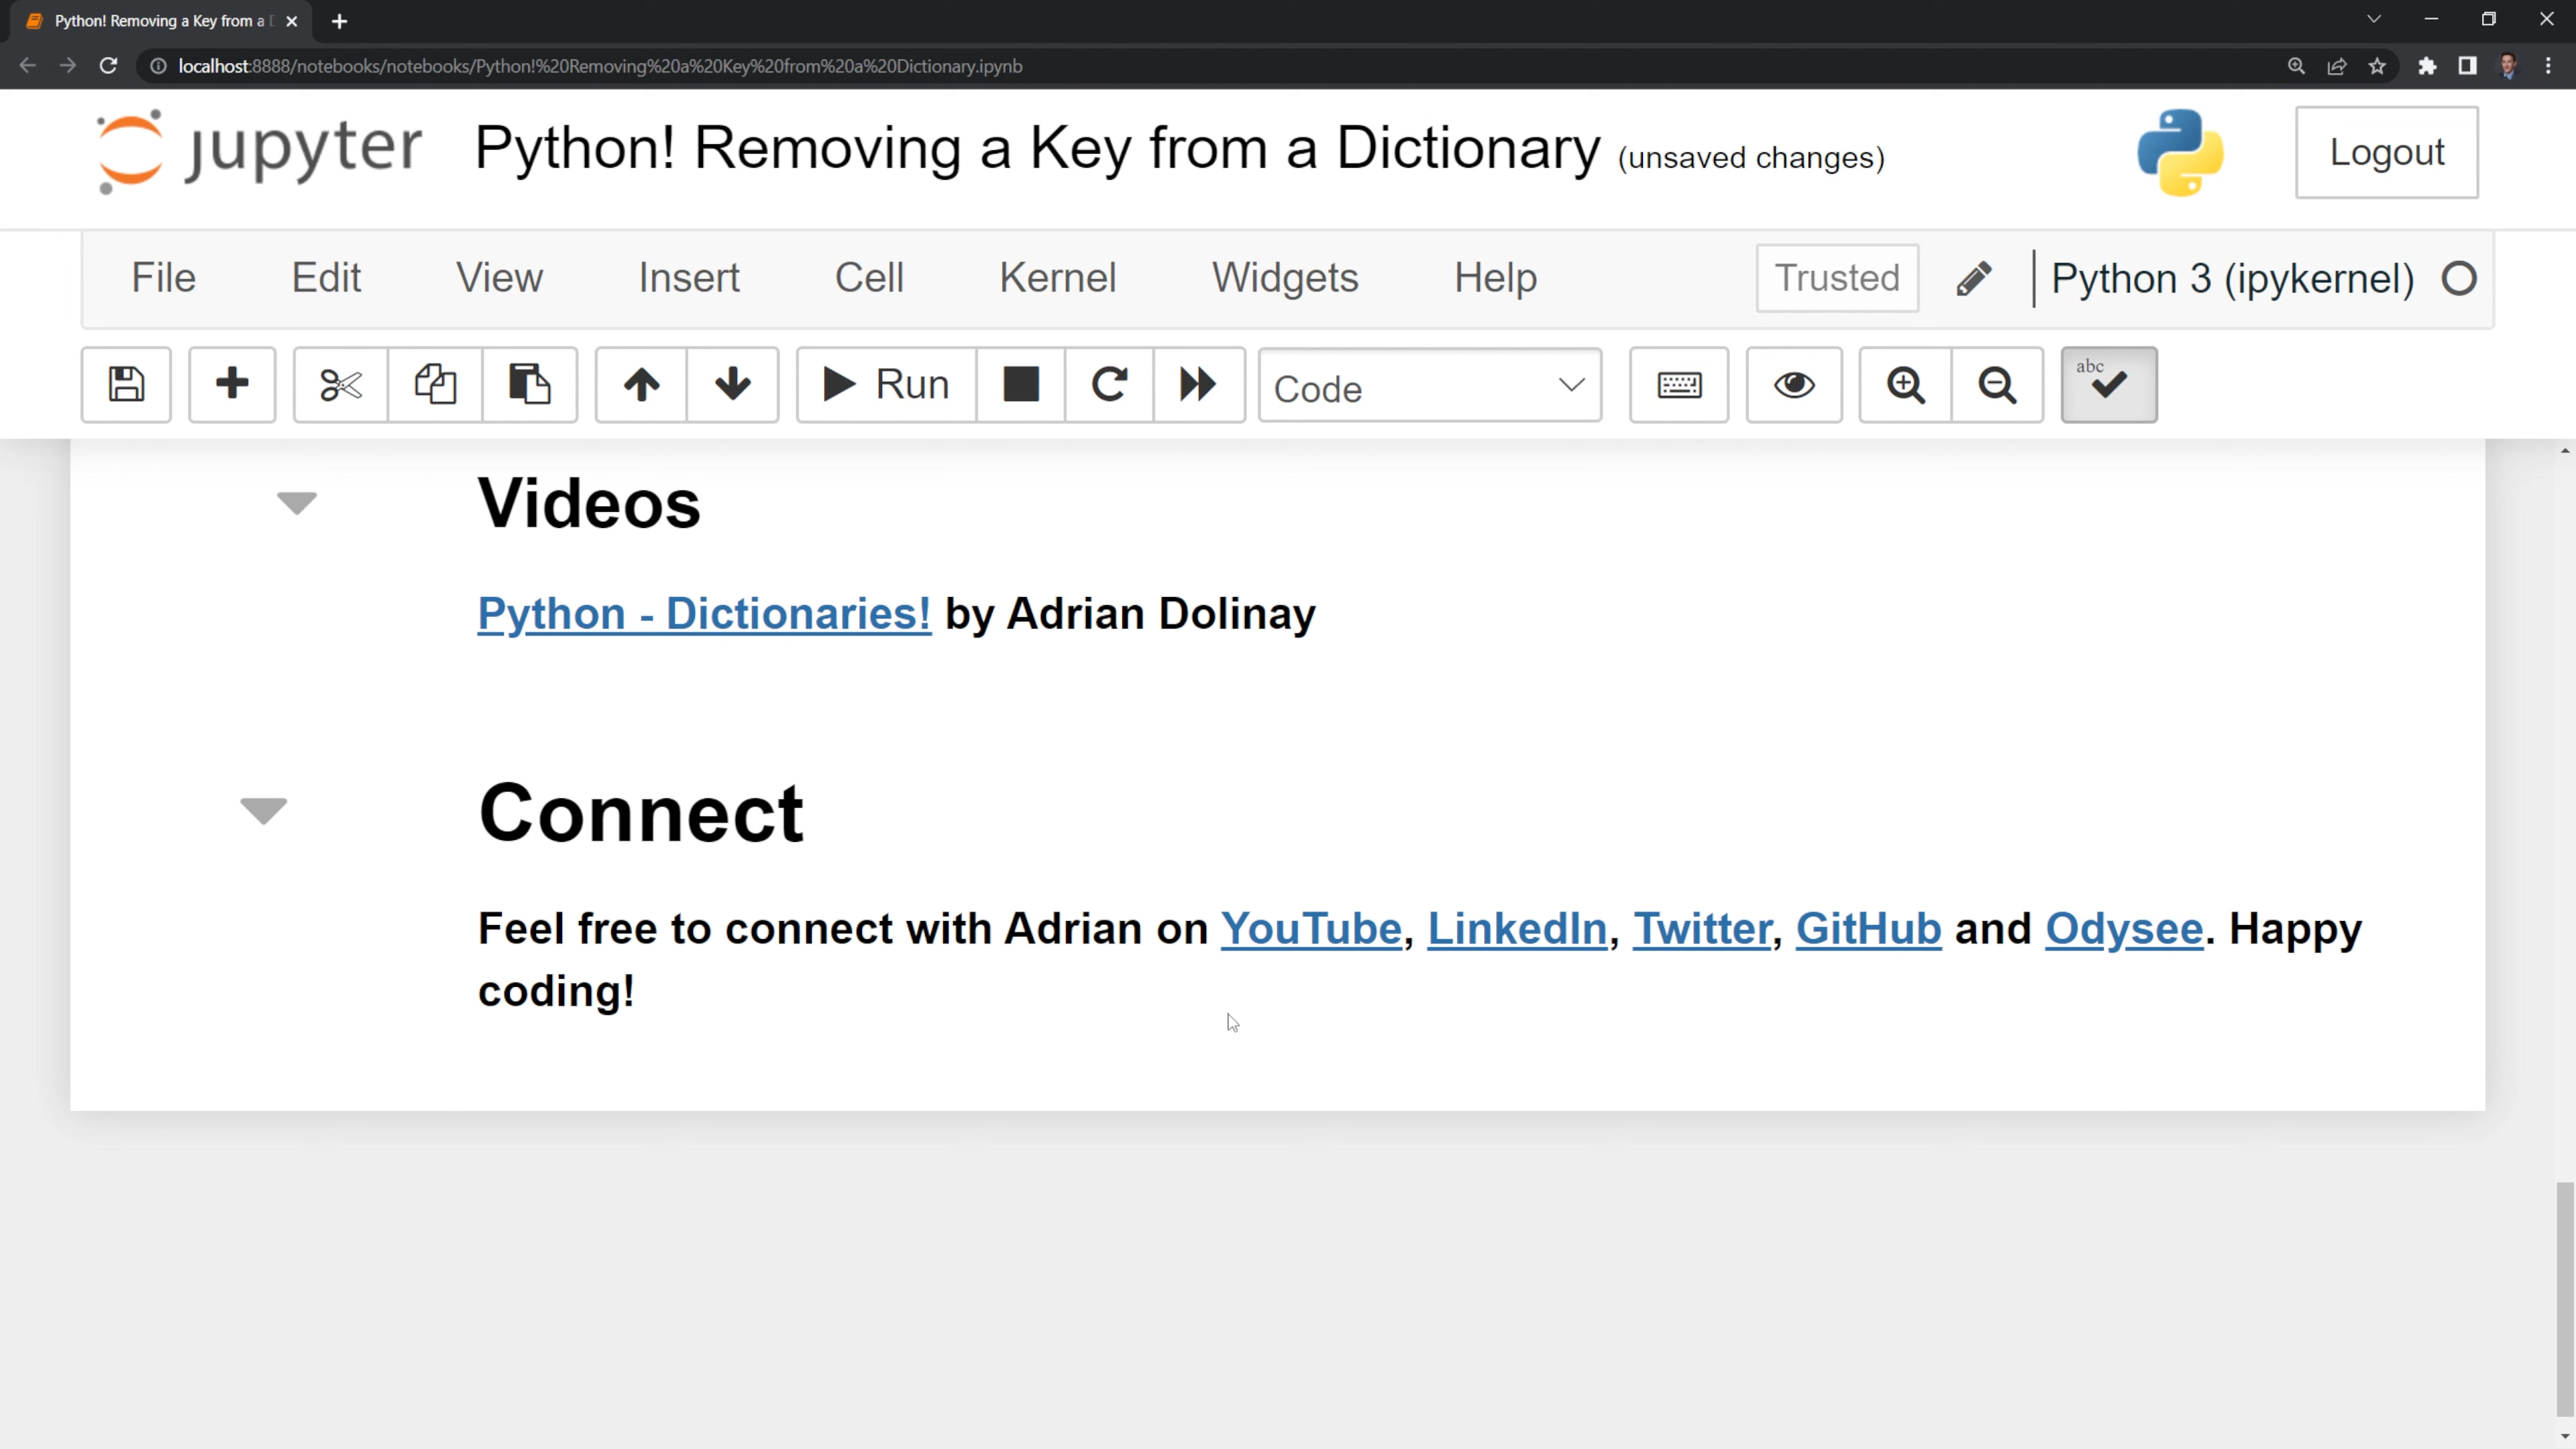 Python! Removing a Key from a D
localhost:8888/notebooks/notebooks/Python!%20Removing%20a%20Key%20from%20a%20Dictionary.ipynb
jupyter Python! Removing a Key from a Dictionary (unsaved changes) Logout
File Edit View Insert Cell Kernel Widgets Help Trusted Python 3 (ipykernel)
Run Code abc
Videos
Python - Dictionaries! by Adrian Dolinay
Connect
Feel free to connect with Adrian on YouTube, LinkedIn, Twitter, GitHub and Odysee. Happy
coding!